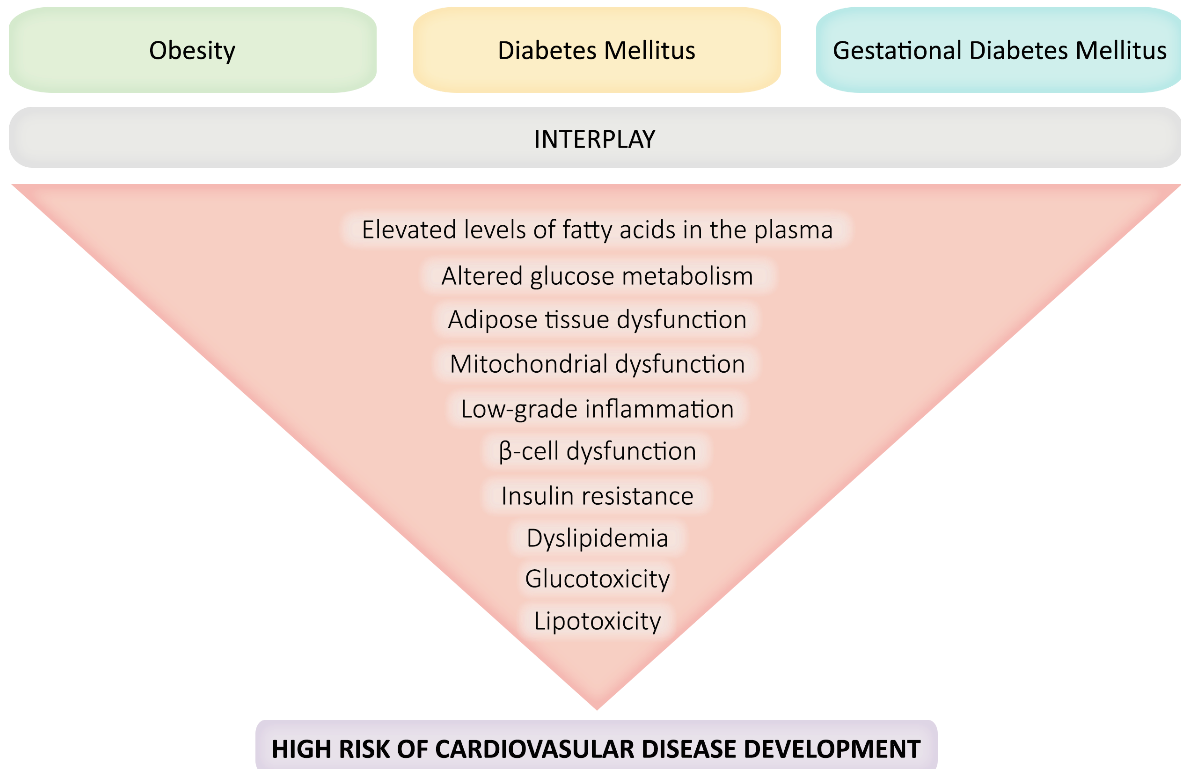 Obesity
Diabetes Mellitus
Gestational Diabetes Mellitus
INTERPLAY
Elevated levels of fatty acids in the plasma
Altered glucose metabolism
Adipose tissue dysfunction
Mitochondrial dysfunction
Low-grade inflammation
β-cell dysfunction
Insulin resistance
Dyslipidemia
Glucotoxicity
Lipotoxicity
HIGH RISK OF CARDIOVASULAR DISEASE DEVELOPMENT